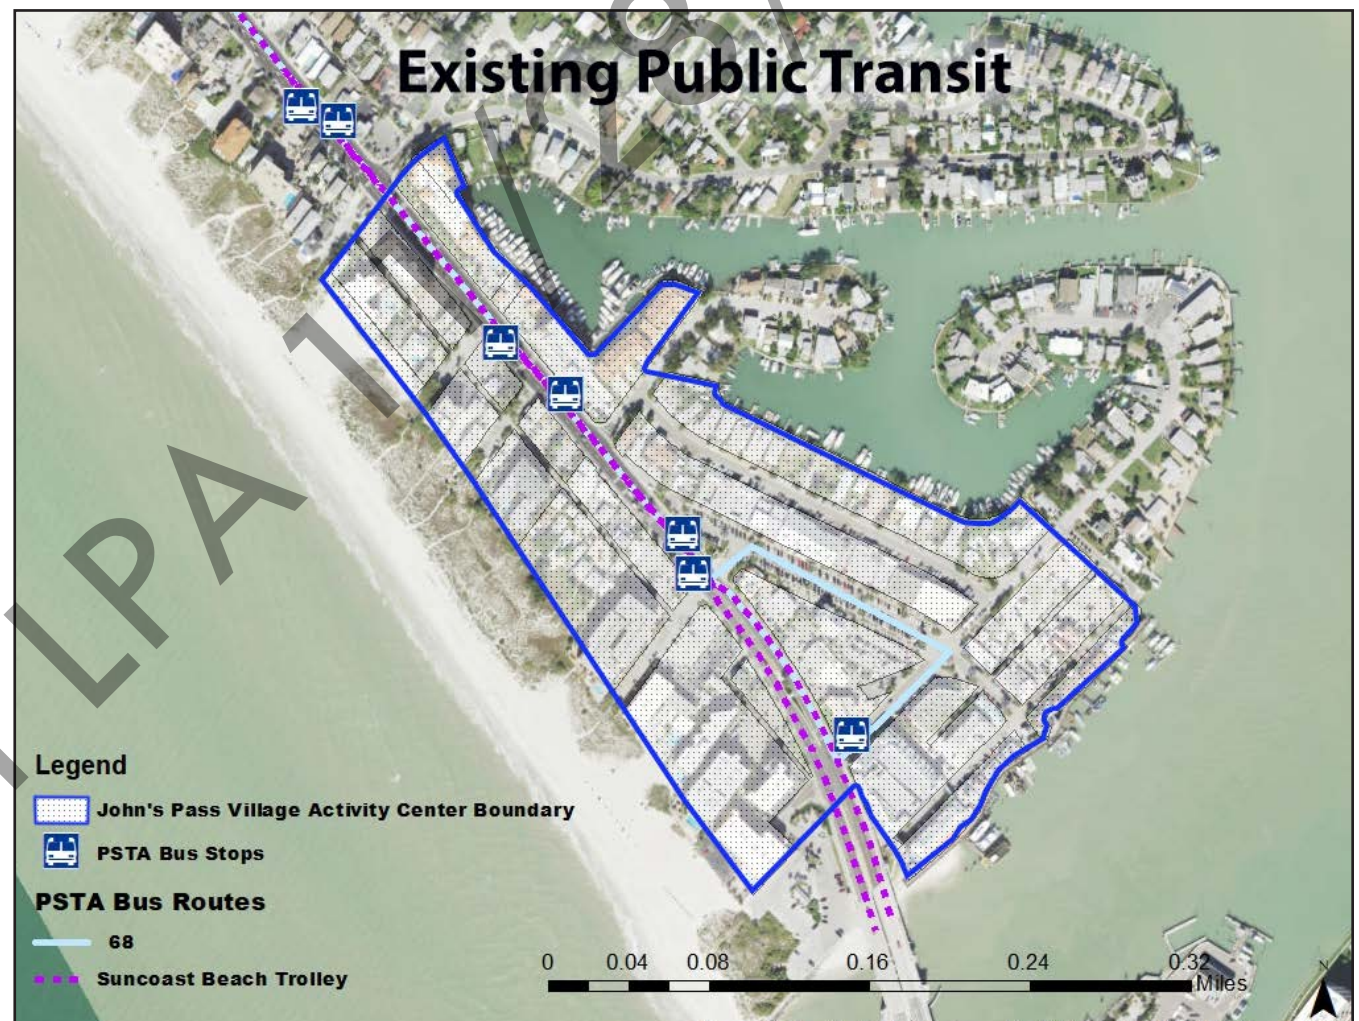 Existing Public Transit
LPA
Legend
John's Pass Village Activity Center Boundary
PSTA Bus Stops
PSTA Bus Routes
68
Suncoast Beach Trolley
0 0.04 0.08 0.16 0.24 0.32
Miles
N